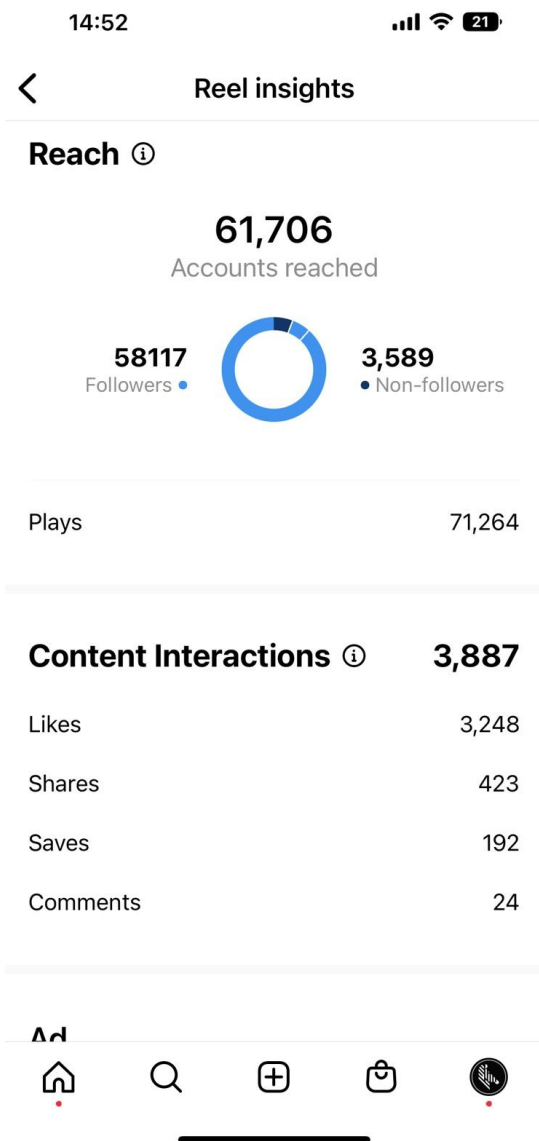 14:52
21
Reel insights
Reach
61,706
Accounts reached
58117
Followers
3,589
Non-followers
Plays 71,264
Content Interactions 3,887
Likes 3,248
Shares 423
Saves 192
Comments 24
Ad